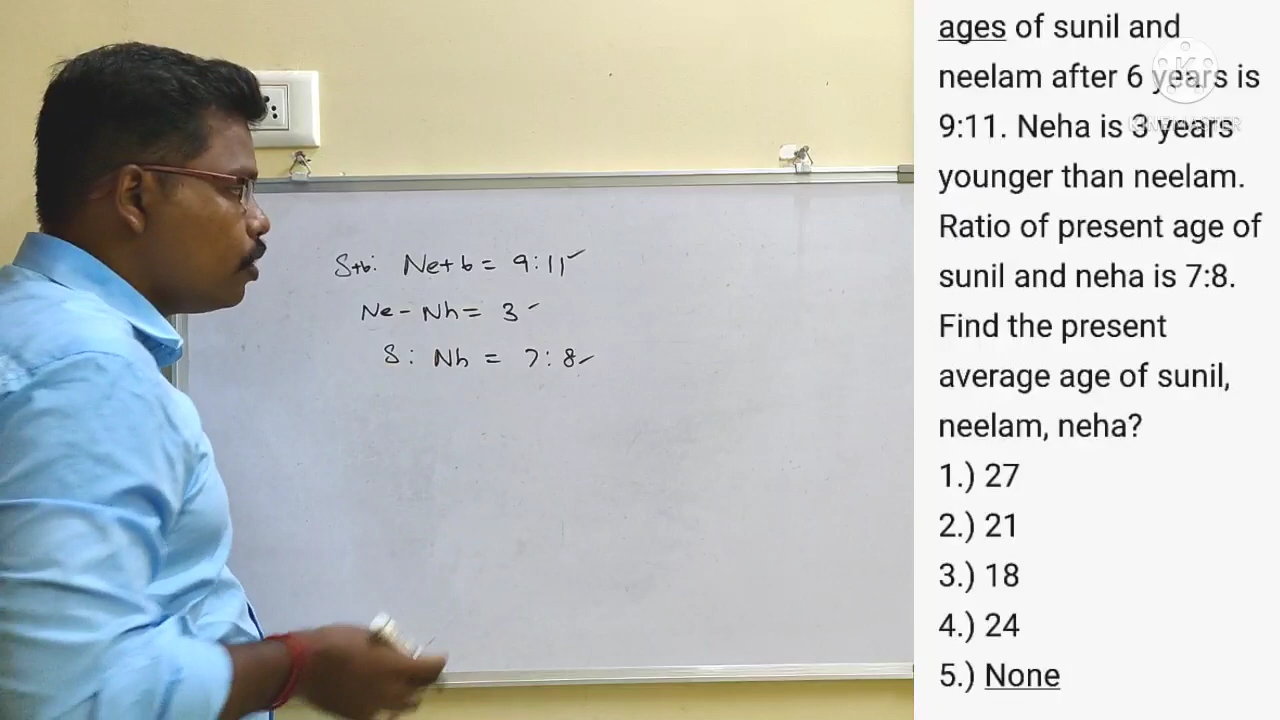 S+6: Ne+6 = 9:11
Ne - Nh = 3
S: Nh = 7:8
ages of sunil and
neelam after 6 years is
9:11. Neha is 3 years
younger than neelam.
Ratio of present age of
sunil and neha is 7:8.
Find the present
average age of sunil,
neelam, neha?
1.) 27
2.) 21
3.) 18
4.) 24
5.) None
K
KINEMASTER